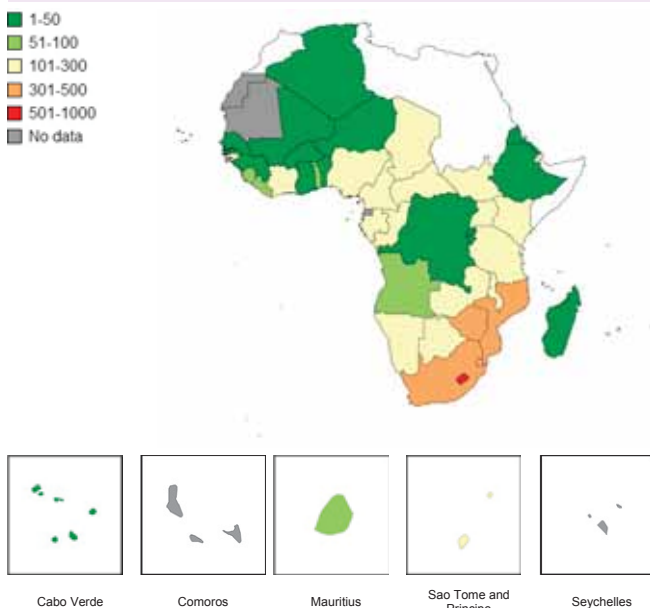 1-50
51-100
101-300
301-500
501-1000
No data
Cabo Verde
Comoros
Mauritius
Sao Tome and
Principe
Seychelles